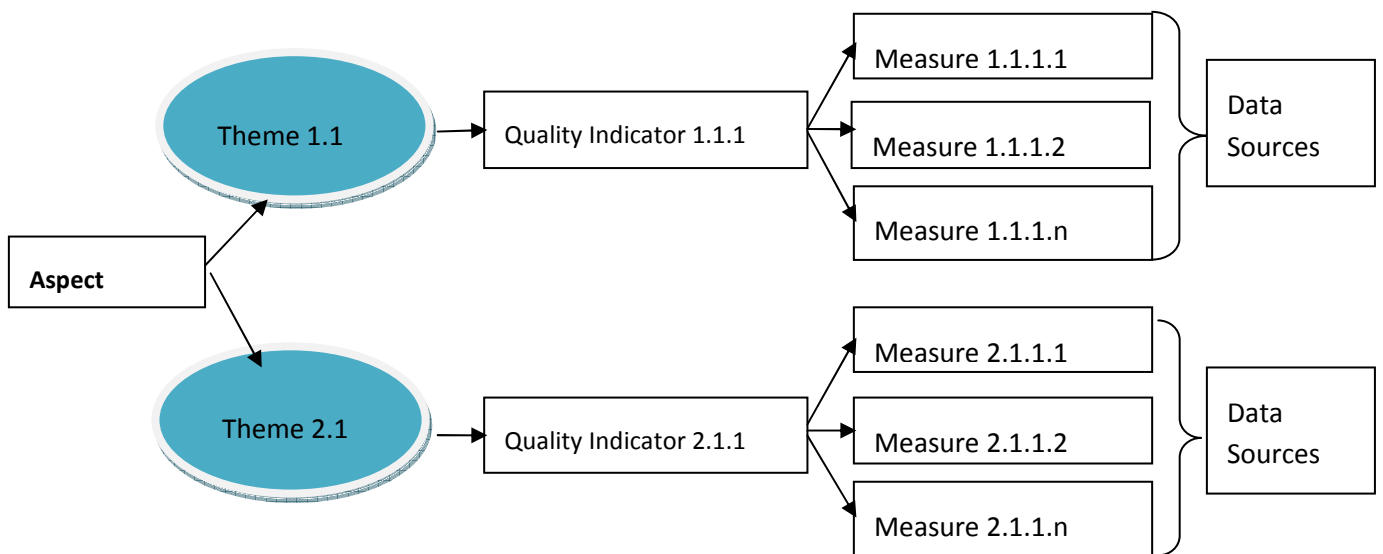 Measure 1.1.1.1
Theme 1.1
Quality Indicator 1.1.1
Measure 1.1.1.2
Data
Sources
Measure 1.1.1.n
Aspect
Measure 2.1.1.1
Theme 2.1
Quality Indicator 2.1.1
Measure 2.1.1.2
Data
Sources
Measure 2.1.1.n